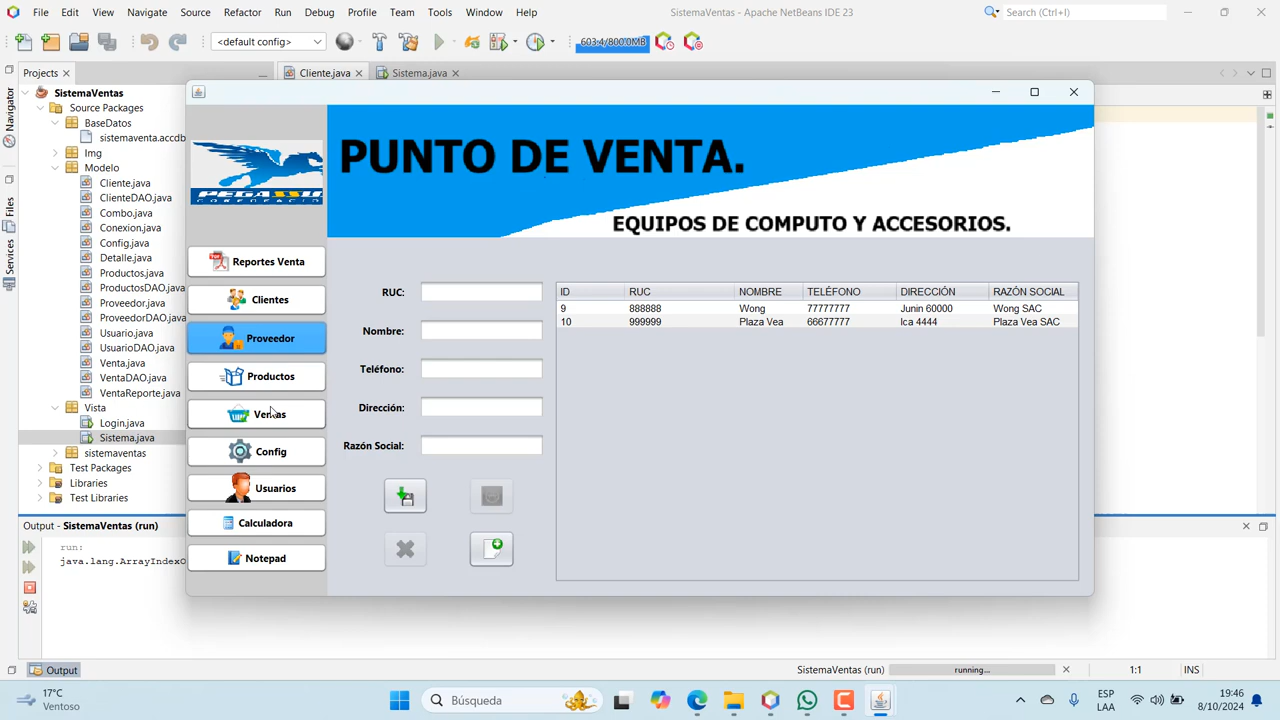 File Edit View Navigate Source Refactor Run Debug Profile Team Tools Window Help
SistemaVentas - Apache NetBeans IDE 23
Search (Ctrl+I)
<default config>
603.4/800.0MB
Projects
Cliente.java
Sistema.java
Navigator
Files
Services
SistemaVentas
Source Packages
BaseDatos
sistemaventa.accdb
Img
Modelo
Cliente.java
ClienteDAO.java
Combo.java
Conexion.java
Config.java
Detalle.java
Productos.java
ProductosDAO.java
Proveedor.java
ProveedorDAO.java
Usuario.java
UsuarioDAO.java
Venta.java
VentaDAO.java
VentaReporte.java
Vista
Login.java
Sistema.java
sistemaventas
Test Packages
Libraries
Test Libraries
PUNTO DE VENTA.
EQUIPOS DE COMPUTO Y ACCESORIOS.
Reportes Venta
Clientes
Proveedor
Productos
Ventas
Config
Usuarios
Calculadora
Notepad
RUC:
Nombre:
Teléfono:
Dirección:
Razón Social:
ID RUC NOMBRE TELÉFONO DIRECCIÓN RAZÓN SOCIAL
9 888888 Wong 77777777 Junin 60000 Wong SAC
10 999999 Plaza Vea 66677777 Ica 4444 Plaza Vea SAC
Output - SistemaVentas (run)
run:
java.lang.ArrayIndexO
Output
SistemaVentas (run)
running...
1:1
INS
17°C
Ventoso
Búsqueda
ESP
LAA
19:46
8/10/2024